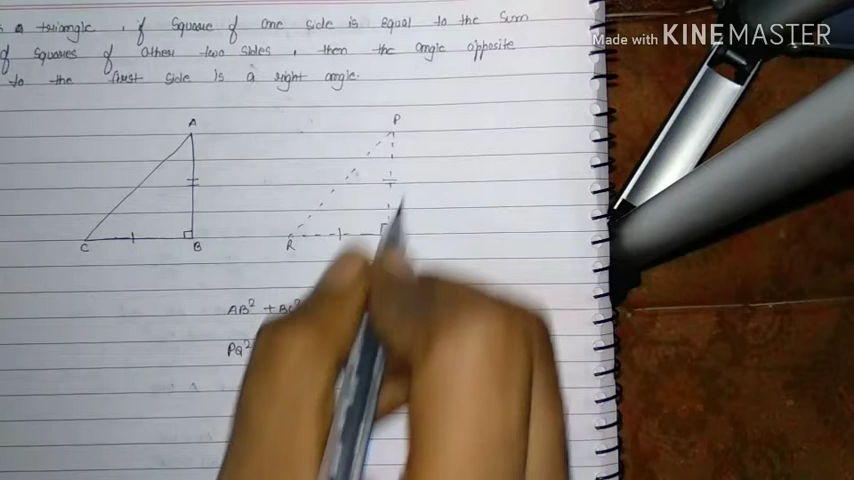 a triangle, if square of one side is equal to the sum
of squares of other two sides, then the angle opposite
to the first side is a right angle.
Made with KINEMASTER
A
P
C
B
R
AB² + BC²
PQ²